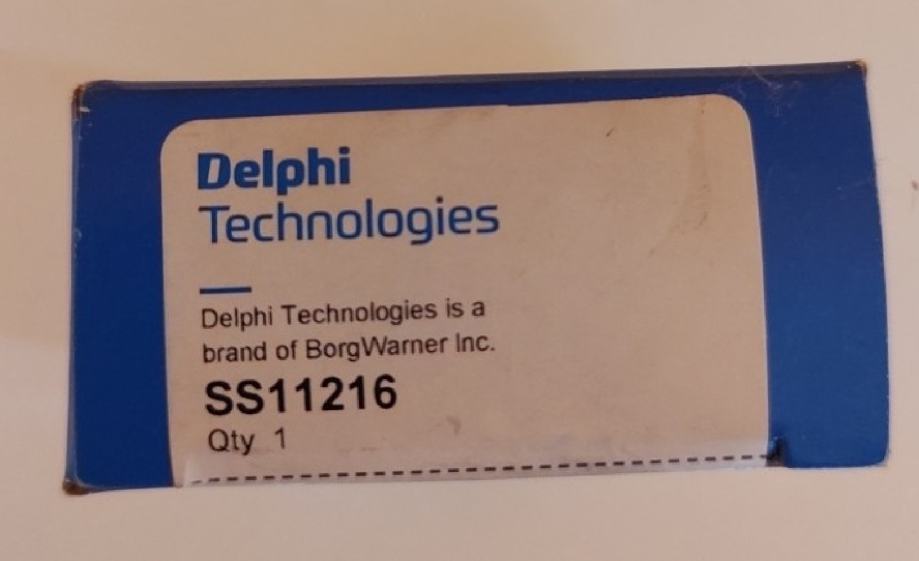 Delphi
Technologies
Delphi Technologies is a
brand of BorgWarner Inc.
SS11216
Qty 1